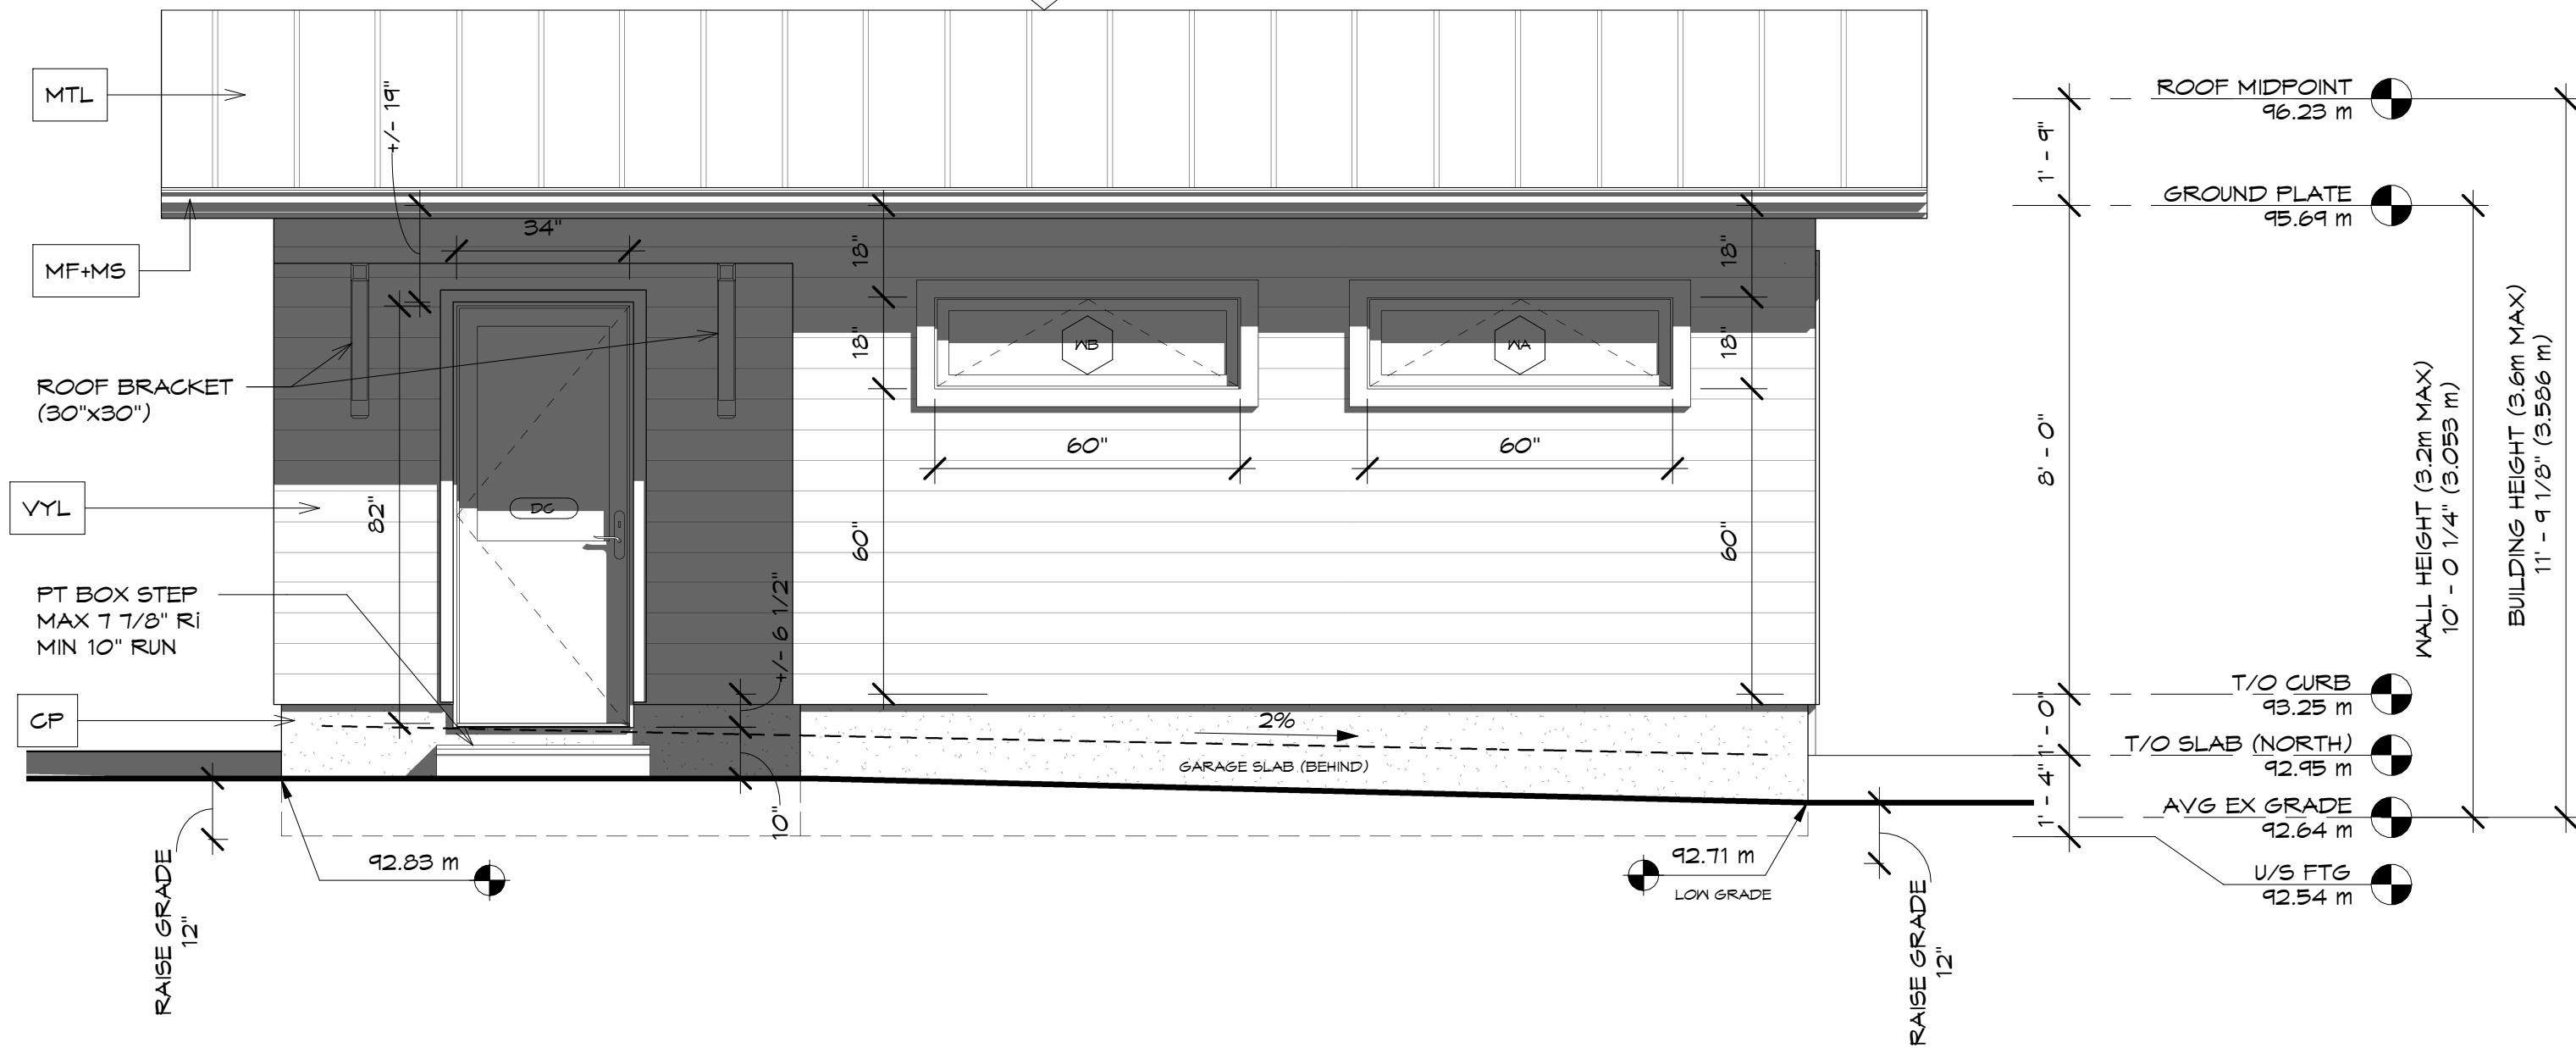 MTL
+/- 19"
MF+MS
34"
18"
18"
60"
18"
18"
60"
WB
WA
60"
60"
ROOF BRACKET
(30"x30")
VYL
82"
DC
PT BOX STEP
MAX 7 7/8" Ri
MIN 10" RUN
+/- 6 1/2"
CP
2%
GARAGE SLAB (BEHIND)
10"
92.83 m
92.71 m
LOW GRADE
RAISE GRADE
12"
RAISE GRADE
12"
ROOF MIDPOINT
96.23 m
1' - 9"
GROUND PLATE
95.69 m
8' - 0"
T/O CURB
93.25 m
1' - 0"
T/O SLAB (NORTH)
92.95 m
1' - 4"
AVG EX GRADE
92.64 m
U/S FTG
92.54 m
WALL HEIGHT (3.2m MAX)
10' - 0 1/4" (3.053 m)
BUILDING HEIGHT (3.6m MAX)
11' - 9 1/8" (3.586 m)